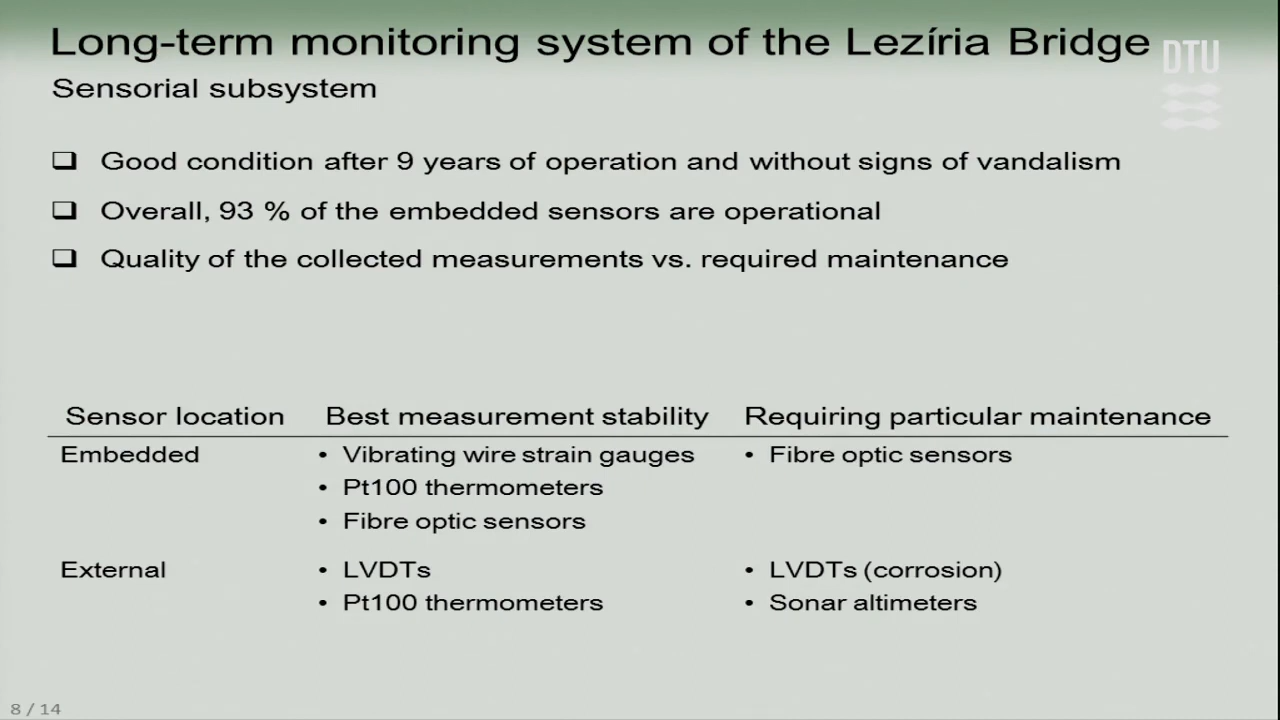 Long-term monitoring system of the Lezíria Bridge
DTU
Sensorial subsystem
Good condition after 9 years of operation and without signs of vandalism
Overall, 93 % of the embedded sensors are operational
Quality of the collected measurements vs. required maintenance
Sensor location Best measurement stability Requiring particular maintenance
Embedded • Vibrating wire strain gauges • Fibre optic sensors
• Pt100 thermometers
• Fibre optic sensors
External • LVDTs • LVDTs (corrosion)
• Pt100 thermometers • Sonar altimeters
8 / 14